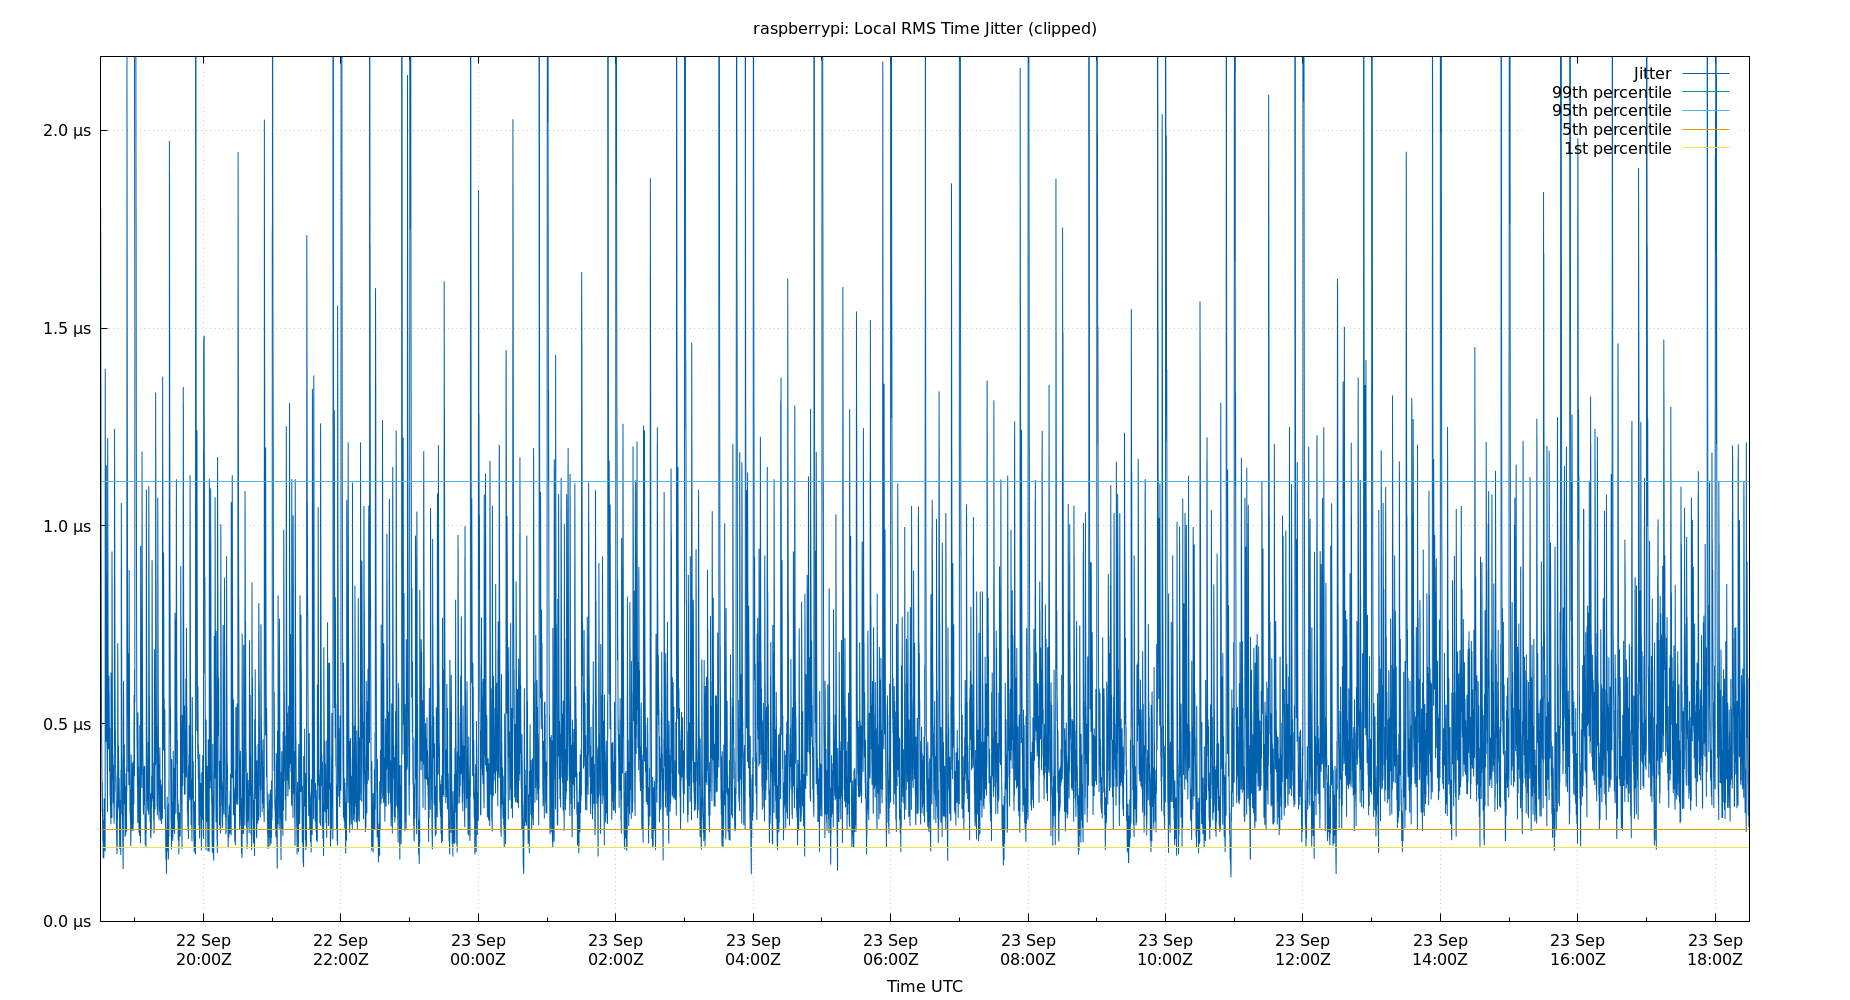 raspberrypi: Local RMS Time Jitter (clipped)
Jitter
99th percentile
95th percentile
5th percentile
1st percentile
2.0 µs
1.5 µs
1.0 µs
0.5 µs
0.0 µs
22 Sep 22 Sep 23 Sep 23 Sep 23 Sep 23 Sep 23 Sep 23 Sep 23 Sep 23 Sep 23 Sep 23 Sep
20:00Z 22:00Z 00:00Z 02:00Z 04:00Z 06:00Z 08:00Z 10:00Z 12:00Z 14:00Z 16:00Z 18:00Z
Time UTC